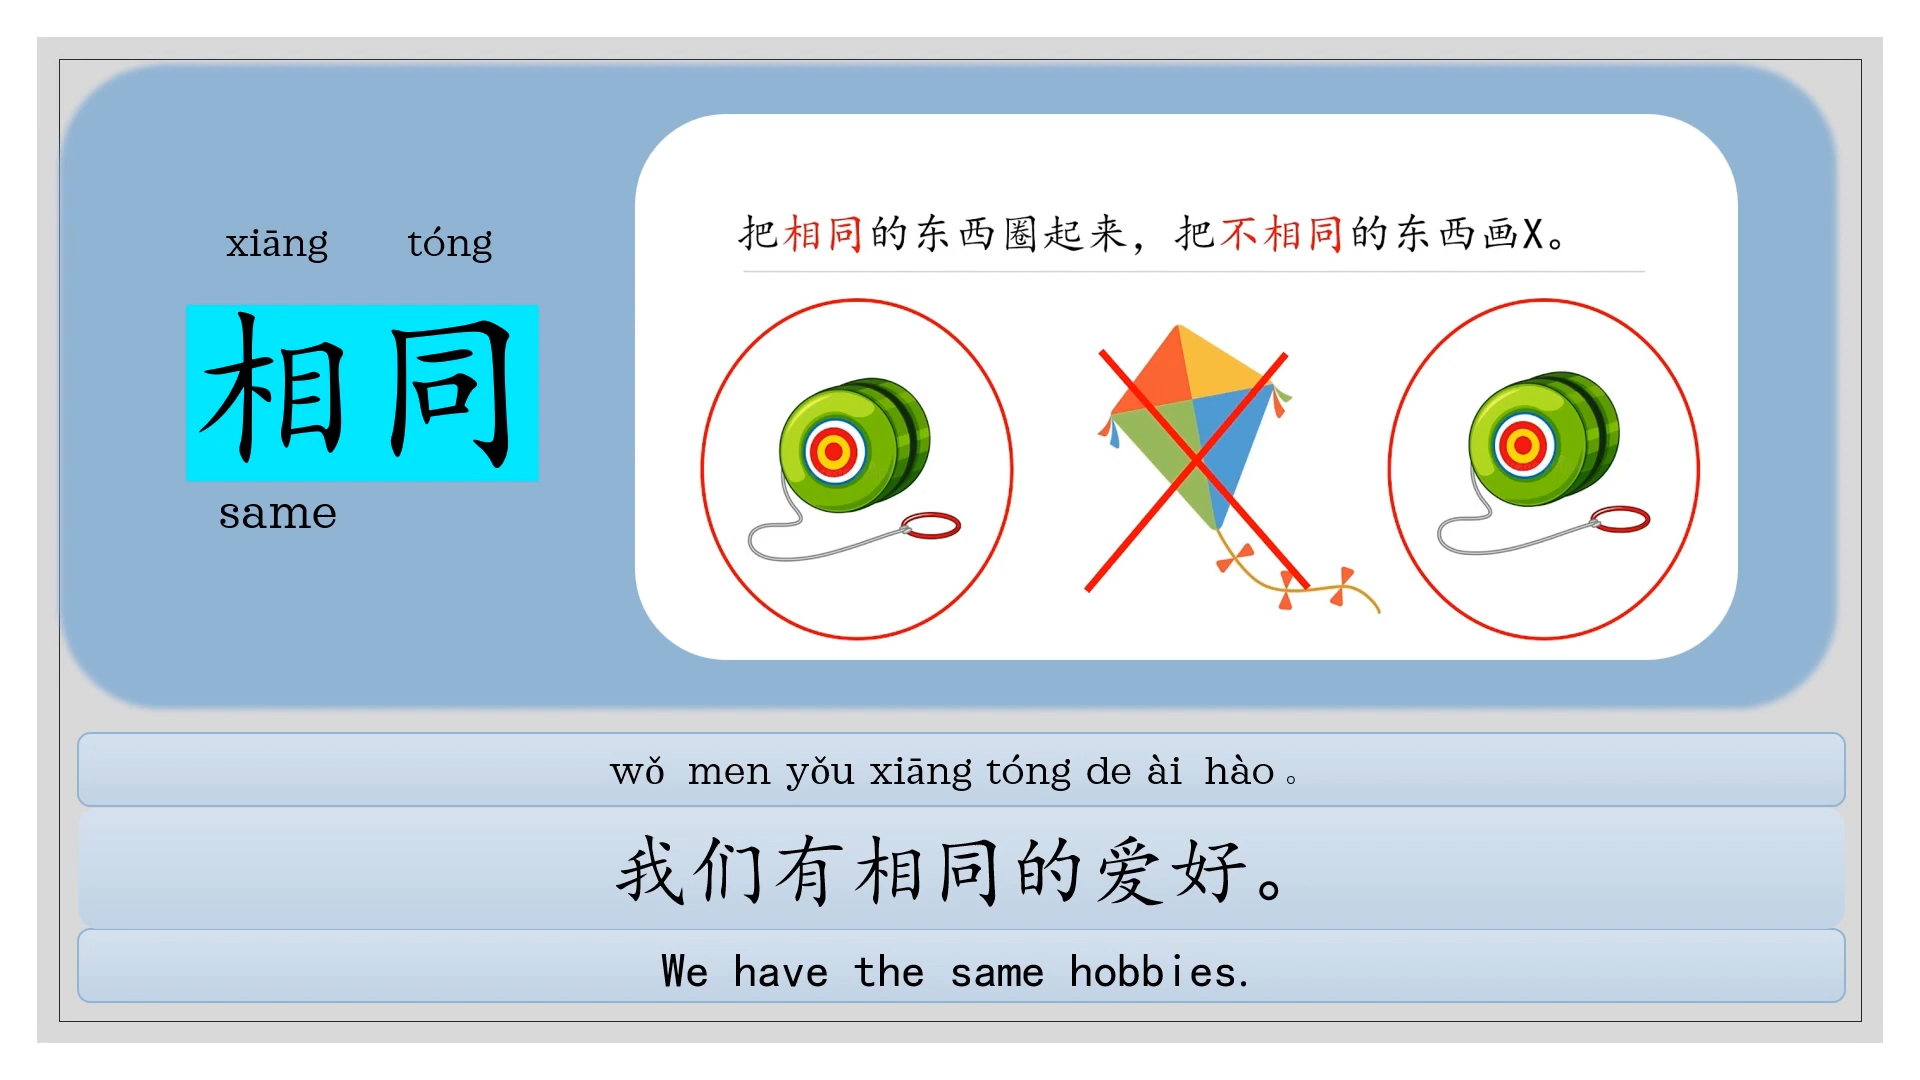 xiāng tóng
相同
same
把相同的东西圈起来，把不相同的东西画X。
wǒ men yǒu xiāng tóng de ài hào。
我们有相同的爱好。
We have the same hobbies.